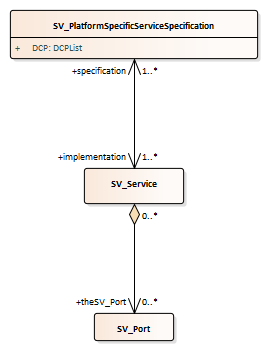 SV_PlatformSpecificServiceSpecification
+ DCP: DCPList
+specification 1..*
+implementation 1..*
SV_Service
0..*
+theSV_Port 0..*
SV_Port